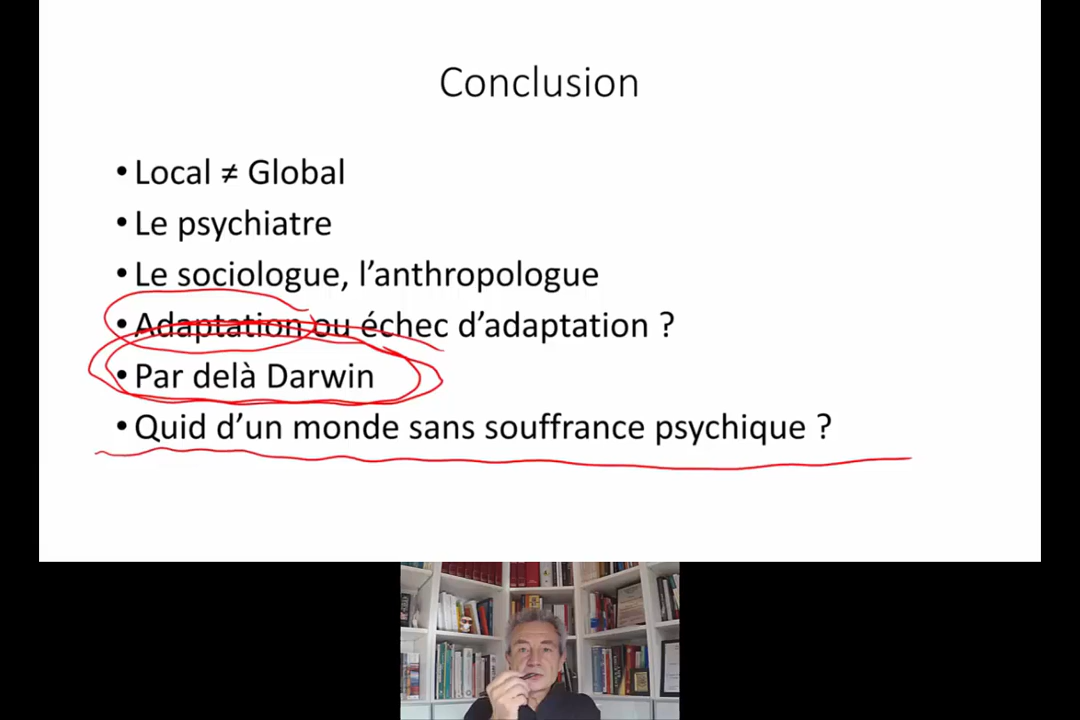 Conclusion
• Local ≠ Global
• Le psychiatre
• Le sociologue, l’anthropologue
• Adaptation ou échec d’adaptation ?
• Par delà Darwin
• Quid d’un monde sans souffrance psychique ?